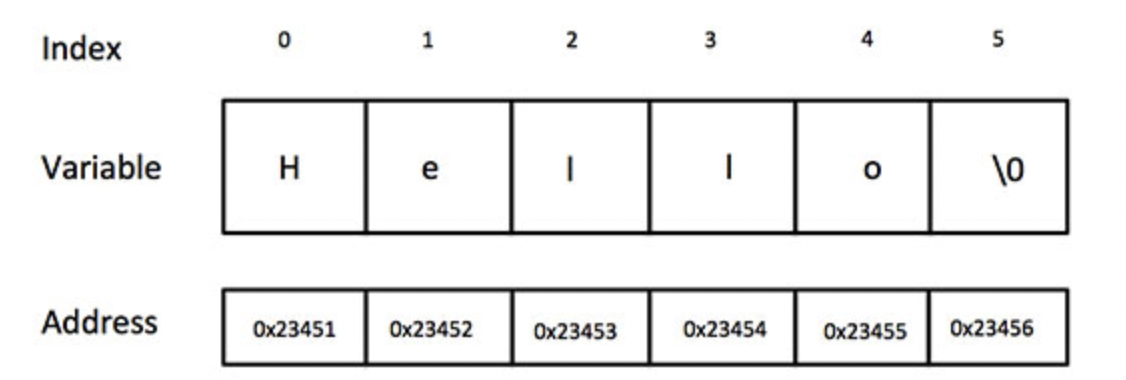 Index 0 1 2 3 4 5
Variable H e l l o \0
Address 0x23451 0x23452 0x23453 0x23454 0x23455 0x23456